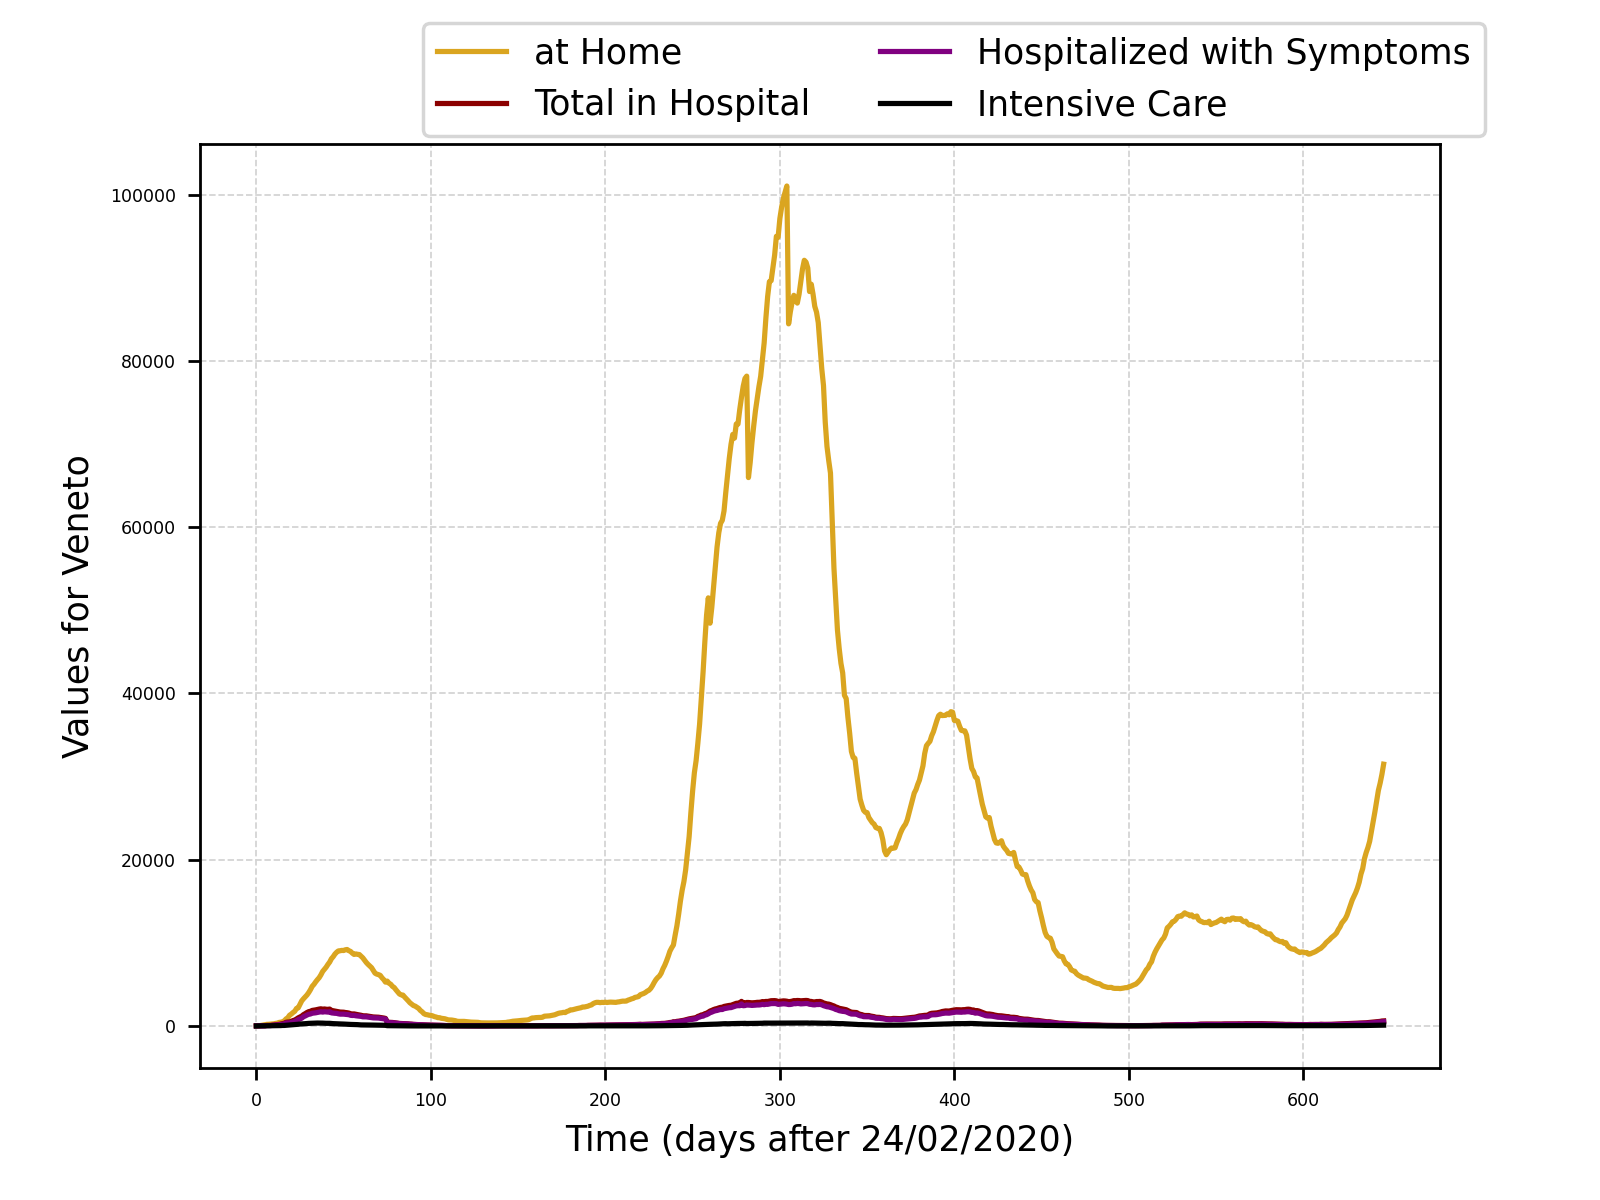 at Home
Total in Hospital
Hospitalized with Symptoms
Intensive Care
Values for Veneto
100000
80000
60000
40000
20000
0
0 100 200 300 400 500 600
Time (days after 24/02/2020)